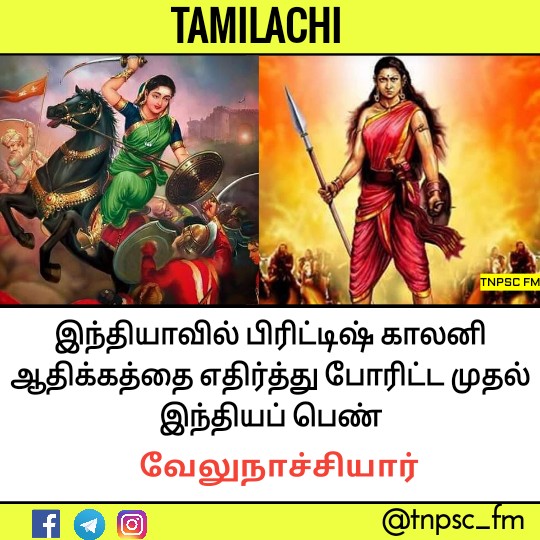 TAMILACHI
TNPSC FM
இந்தியாவில் பிரிட்டிஷ் காலனி
ஆதிக்கத்தை எதிர்த்து போரிட்ட முதல்
இந்தியப் பெண்
வேலுநாச்சியார்
@tnpsc_fm